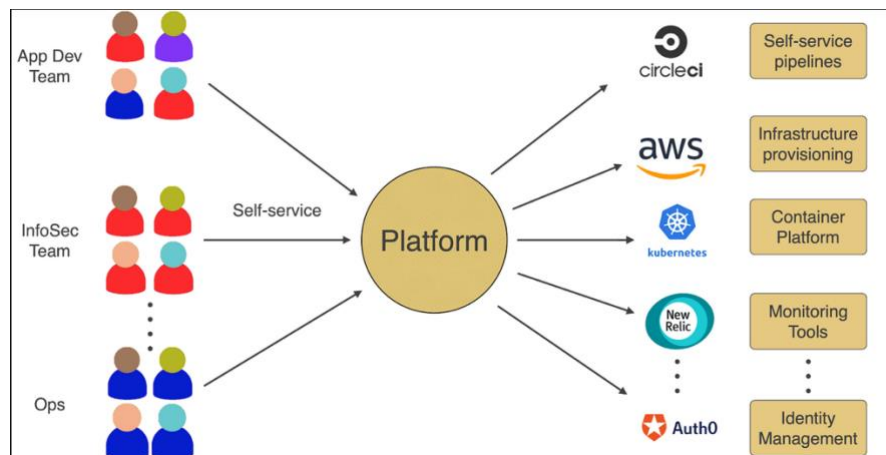 App Dev
Team
InfoSec
Team
Ops
Self-service
Platform
circleci
aws
kubernetes
New
Relic
Auth0
Self-service
pipelines
Infrastructure
provisioning
Container
Platform
Monitoring
Tools
Identity
Management